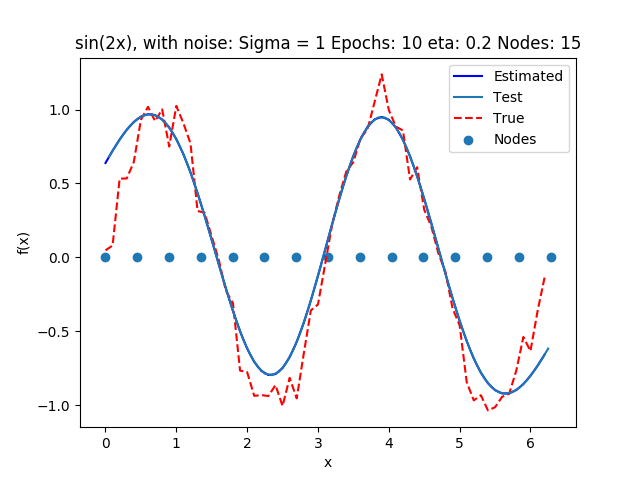 sin(2x), with noise: Sigma = 1 Epochs: 10 eta: 0.2 Nodes: 15
Estimated
Test
True
Nodes
1.0
0.5
0.0
−0.5
−1.0
f(x)
0 1 2 3 4 5 6
x